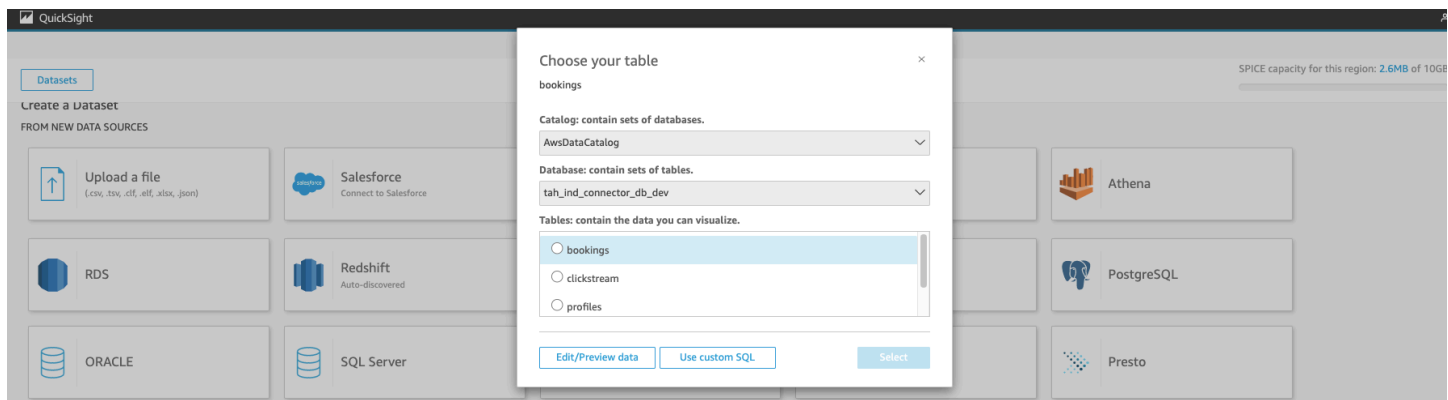 QuickSight
Datasets
SPICE capacity for this region: 2.6MB of 10GB
Create a Dataset
FROM NEW DATA SOURCES
Upload a file
(.csv, .tsv, .clf, .elf, .xlsx, .json)
salesforce
Salesforce
Connect to Salesforce
Athena
RDS
Redshift
Auto-discovered
PostgreSQL
ORACLE
SQL Server
Presto
Choose your table
×
bookings
Catalog: contain sets of databases.
AwsDataCatalog
Database: contain sets of tables.
tah_ind_connector_db_dev
Tables: contain the data you can visualize.
bookings
clickstream
profiles
Edit/Preview data
Use custom SQL
Select